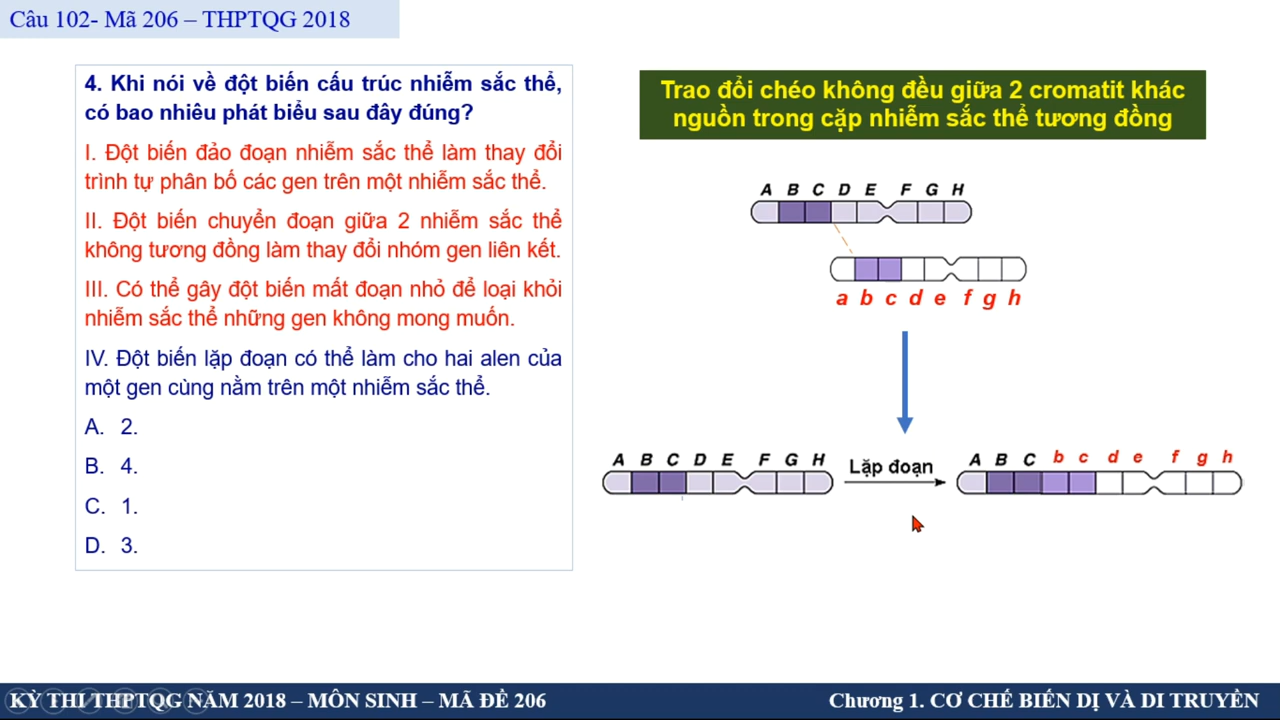 Câu 102- Mã 206 – THPTQG 2018
4. Khi nói về đột biến cấu trúc nhiễm sắc thể,
có bao nhiêu phát biểu sau đây đúng?
I. Đột biến đảo đoạn nhiễm sắc thể làm thay đổi
trình tự phân bố các gen trên một nhiễm sắc thể.
II. Đột biến chuyển đoạn giữa 2 nhiễm sắc thể
không tương đồng làm thay đổi nhóm gen liên kết.
III. Có thể gây đột biến mất đoạn nhỏ để loại khỏi
nhiễm sắc thể những gen không mong muốn.
IV. Đột biến lặp đoạn có thể làm cho hai alen của
một gen cùng nằm trên một nhiễm sắc thể.
A. 2.
B. 4.
C. 1.
D. 3.
Trao đổi chéo không đều giữa 2 cromatit khác
nguồn trong cặp nhiễm sắc thể tương đồng
A B C D E F G H
a b c d e f g h
A B C D E F G H
Lặp đoạn
A B C b c d e f g h
KỲ THI THPTQG NĂM 2018 – MÔN SINH – MÃ ĐỀ 206
Chương 1. CƠ CHẾ BIẾN DỊ VÀ DI TRUYỀN